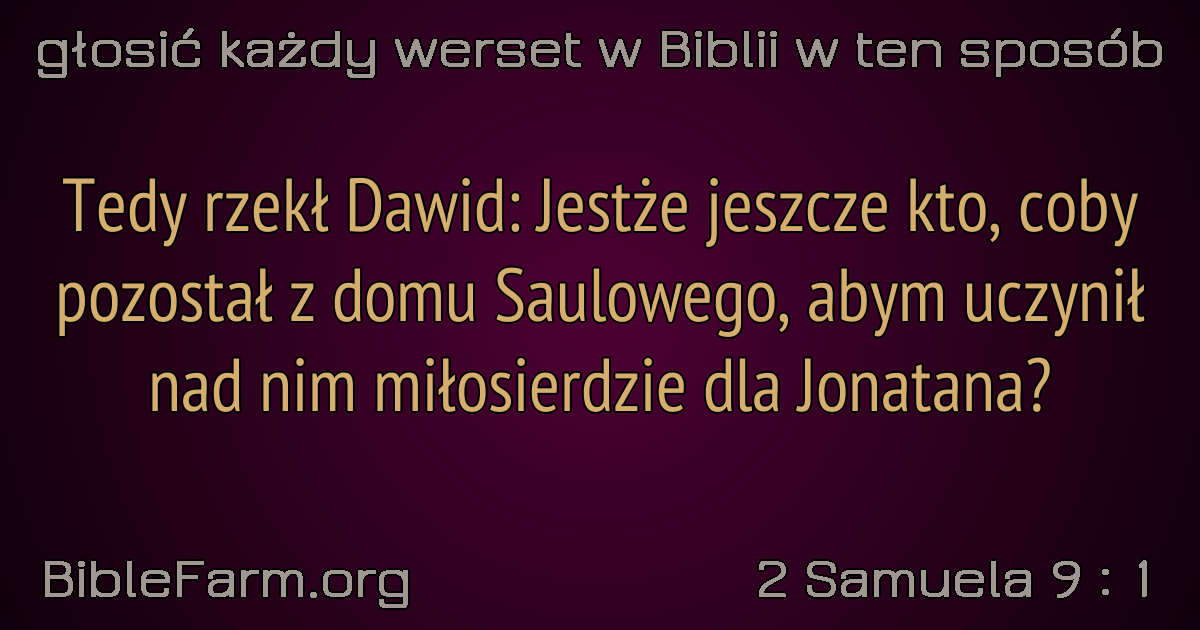 głosić każdy werset w Biblii w ten sposób
Tedy rzekł Dawid: Jestże jeszcze kto, coby
pozostał z domu Saulowego, abym uczynił
nad nim miłosierdzie dla Jonatana?
BibleFarm.org
2 Samuela 9 : 1